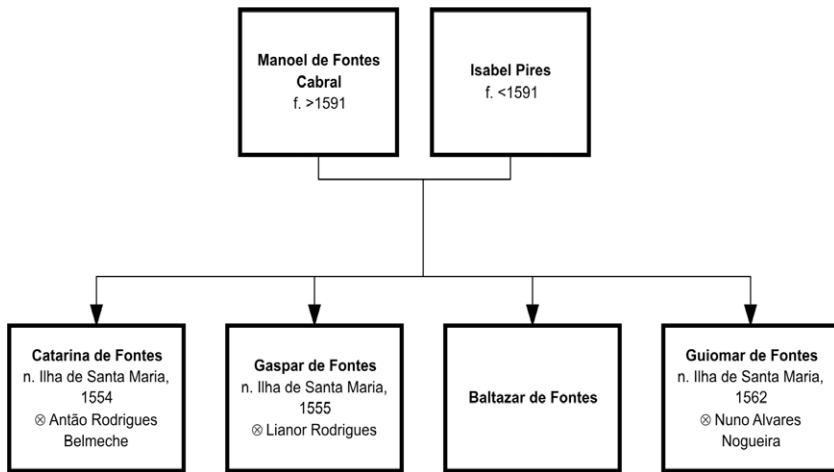 Manoel de Fontes
Cabral
f. >1591
Isabel Pires
f. <1591
Catarina de Fontes
n. Ilha de Santa Maria,
1554
⊗ Antão Rodrigues
Belmeche
Gaspar de Fontes
n. Ilha de Santa Maria,
1555
⊗ Lianor Rodrigues
Baltazar de Fontes
Guiomar de Fontes
n. Ilha de Santa Maria,
1562
⊗ Nuno Alvares
Nogueira